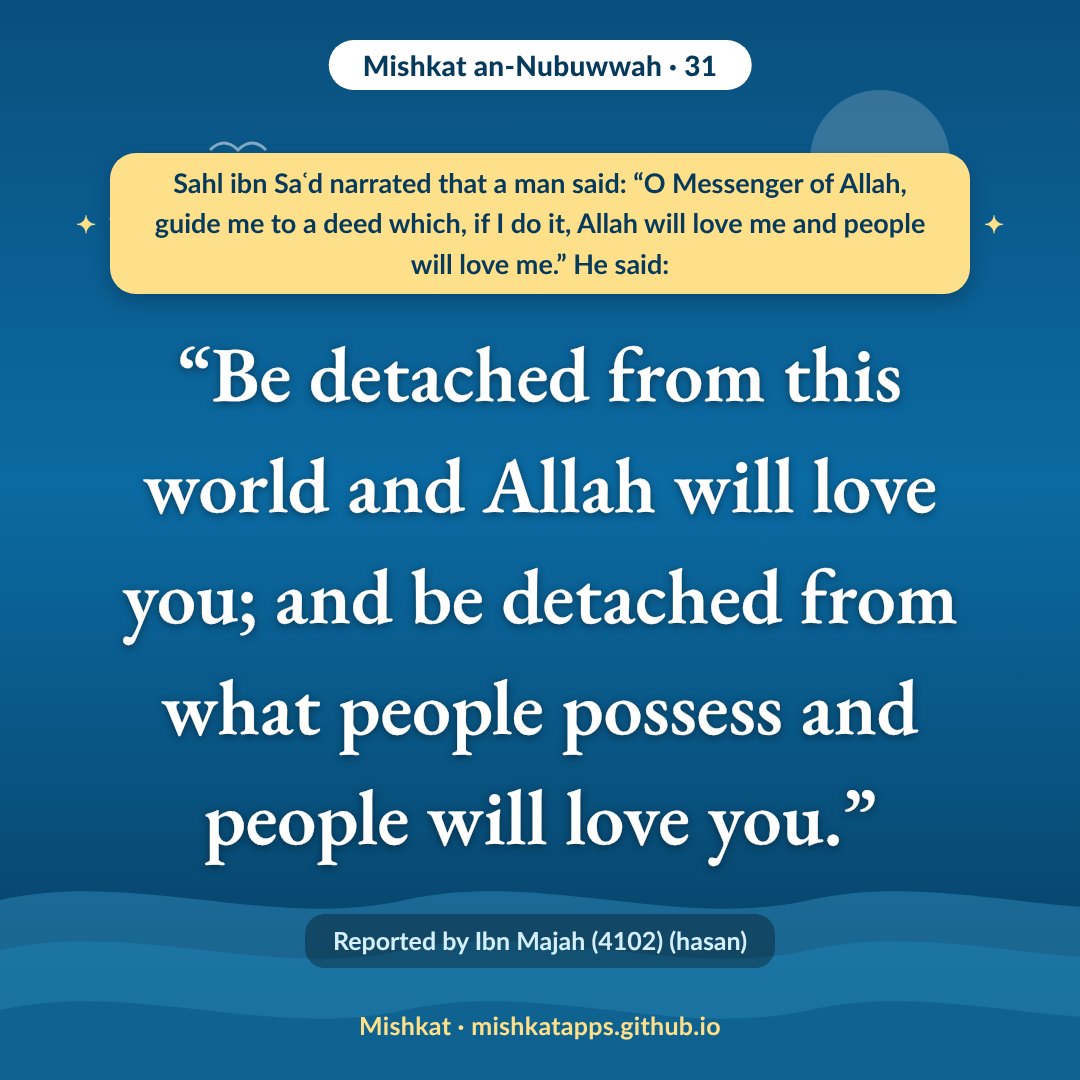 Mishkat an-Nubuwwah · 31
Sahl ibn Saʿd narrated that a man said: “O Messenger of Allah,
guide me to a deed which, if I do it, Allah will love me and people
will love me.” He said:
“Be detached from this
world and Allah will love
you; and be detached from
what people possess and
people will love you.”
Reported by Ibn Majah (4102) (hasan)
Mishkat · mishkatapps.github.io